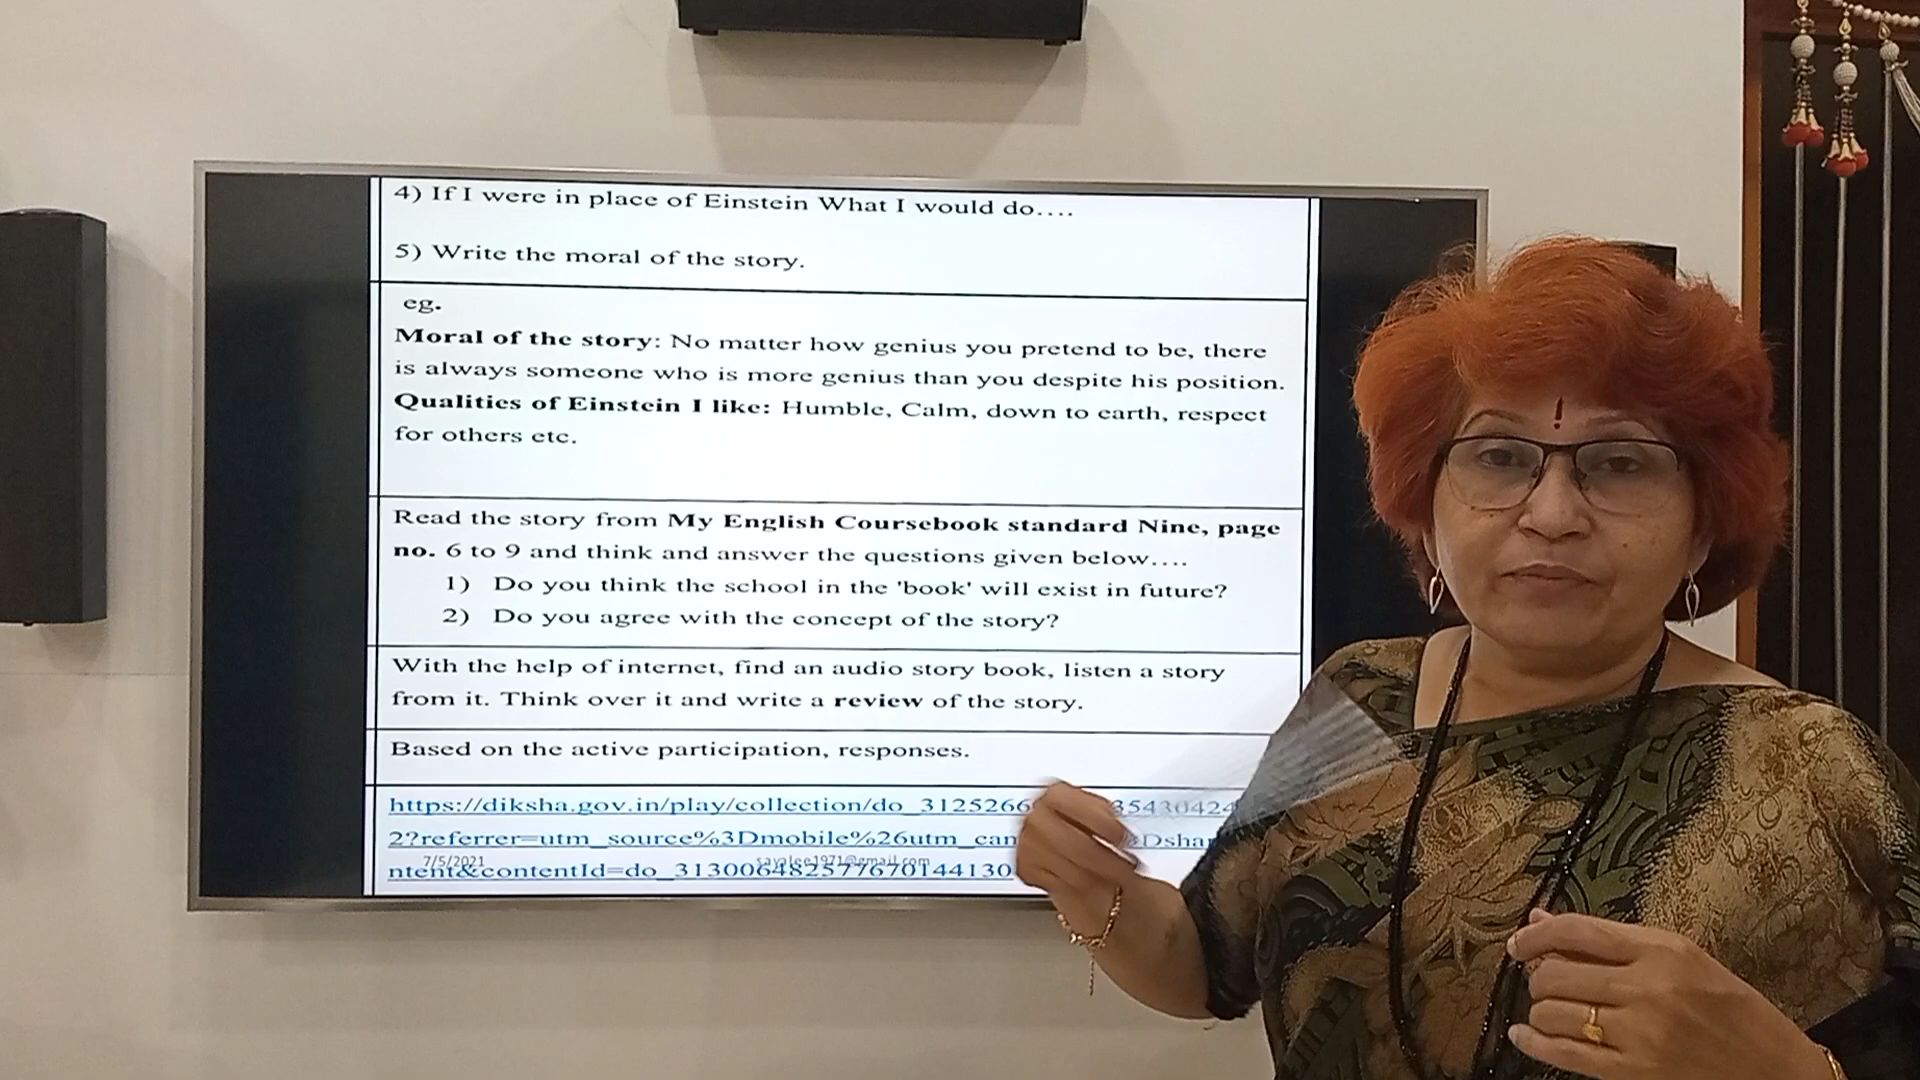 4) If I were in place of Einstein What I would do....
5) Write the moral of the story.
eg.
Moral of the story: No matter how genius you pretend to be, there
is always someone who is more genius than you despite his position.
Qualities of Einstein I like: Humble, Calm, down to earth, respect
for others etc.
Read the story from My English Coursebook standard Nine, page
no. 6 to 9 and think and answer the questions given below....
1) Do you think the school in the 'book' will exist in future?
2) Do you agree with the concept of the story?
With the help of internet, find an audio story book, listen a story
from it. Think over it and write a review of the story.
Based on the active participation, responses.
https://diksha.gov.in/play/collection/do_3125266 35430424
2?referrer=utm_source%3Dmobile%26utm_can Dshar
7/5/2021 sayalee1971@gmail.com
ntent&contentId=do_313006482577670144130